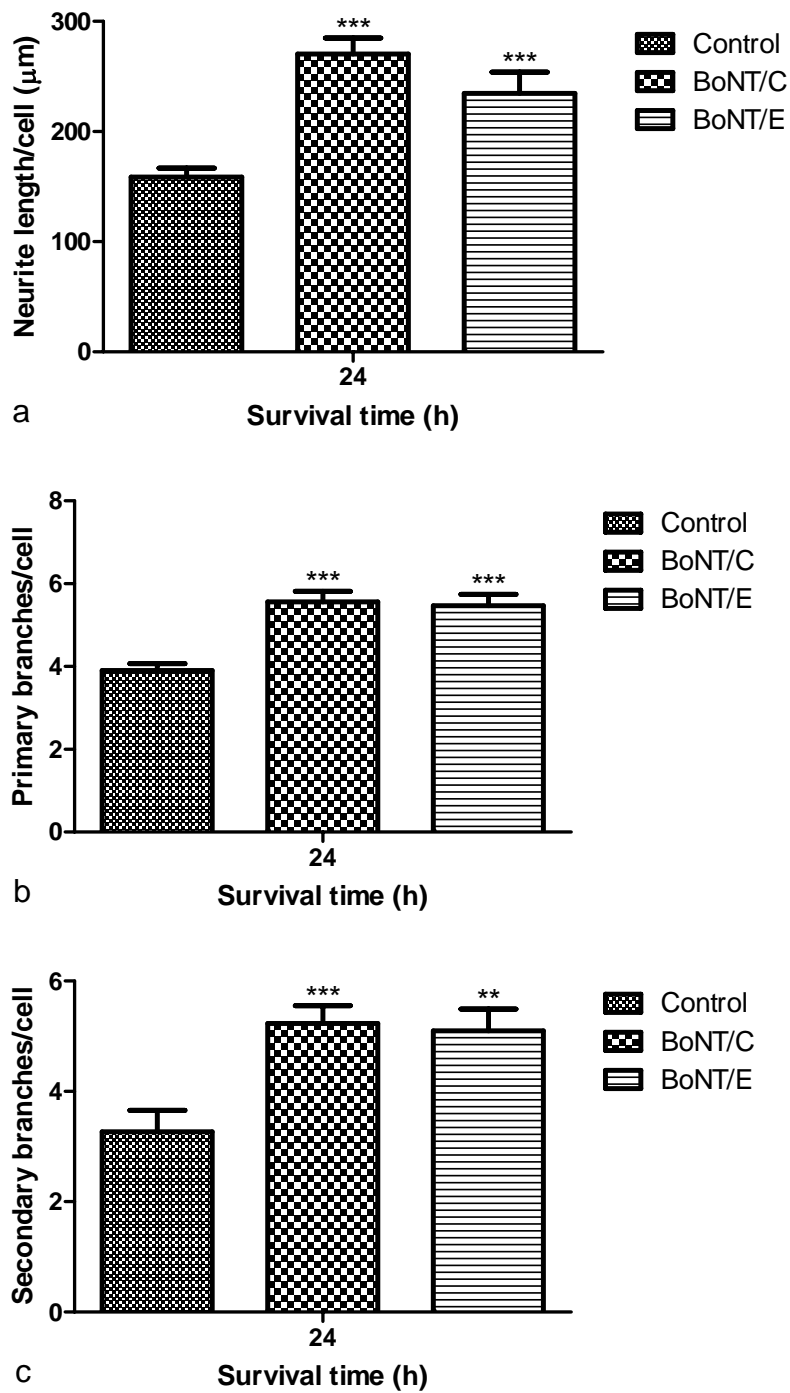 300
200
100
0
Neurite length/cell (μm)
***
***
24
Survival time (h)
Control
BoNT/C
BoNT/E
a
8
6
4
2
0
Primary branches/cell
***
***
24
Survival time (h)
Control
BoNT/C
BoNT/E
b
6
4
2
0
Secondary branches/cell
***
**
24
Survival time (h)
Control
BoNT/C
BoNT/E
c